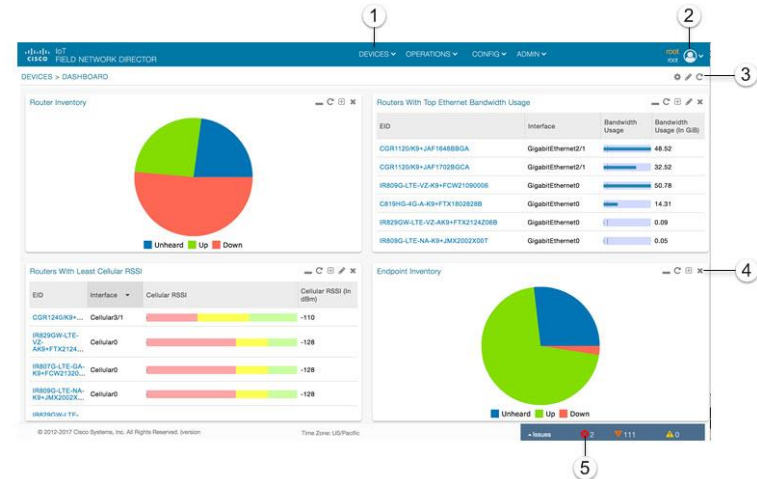 1
2
CISCO
IoT
FIELD NETWORK DIRECTOR
DEVICES
OPERATIONS
CONFIG
ADMIN
root
root
DEVICES > DASHBOARD
3
Router Inventory
Unheard Up Down
Routers With Top Ethernet Bandwidth Usage
EID Interface Bandwidth Usage Bandwidth Usage (In GiB)
CGR1120/K9+JAF1648BBGA GigabitEthernet2/1 48.52
CGR1120/K9+JAF1702BGCA GigabitEthernet2/1 32.52
IR809G-LTE-VZ-K9+FCW21090006 GigabitEthernet0 50.78
C819HG-4G-A-K9+FTX1802828B GigabitEthernet0 14.31
IR829GW-LTE-VZ-AK9+FTX2124Z06B GigabitEthernet0 0.09
IR809G-LTE-NA-K9+JMX2002X00T GigabitEthernet0 0.05
Routers With Least Cellular RSSI
EID Interface Cellular RSSI Cellular RSSI (In dBm)
CGR1240/K9+... Cellular3/1 -110
IR829GW-LTE-VZ-AK9+FTX2124... Cellular0 -128
IR807G-LTE-GA-K9+FCW21320... Cellular0 -128
IR809G-LTE-NA-K9+JMX2002X... Cellular0 -128
IR829GW-LTE-
Endpoint Inventory
4
Unheard Up Down
© 2012-2017 Cisco Systems, Inc. All Rights Reserved. (version
Time Zone: US/Pacific
Issues 2 111 0
5